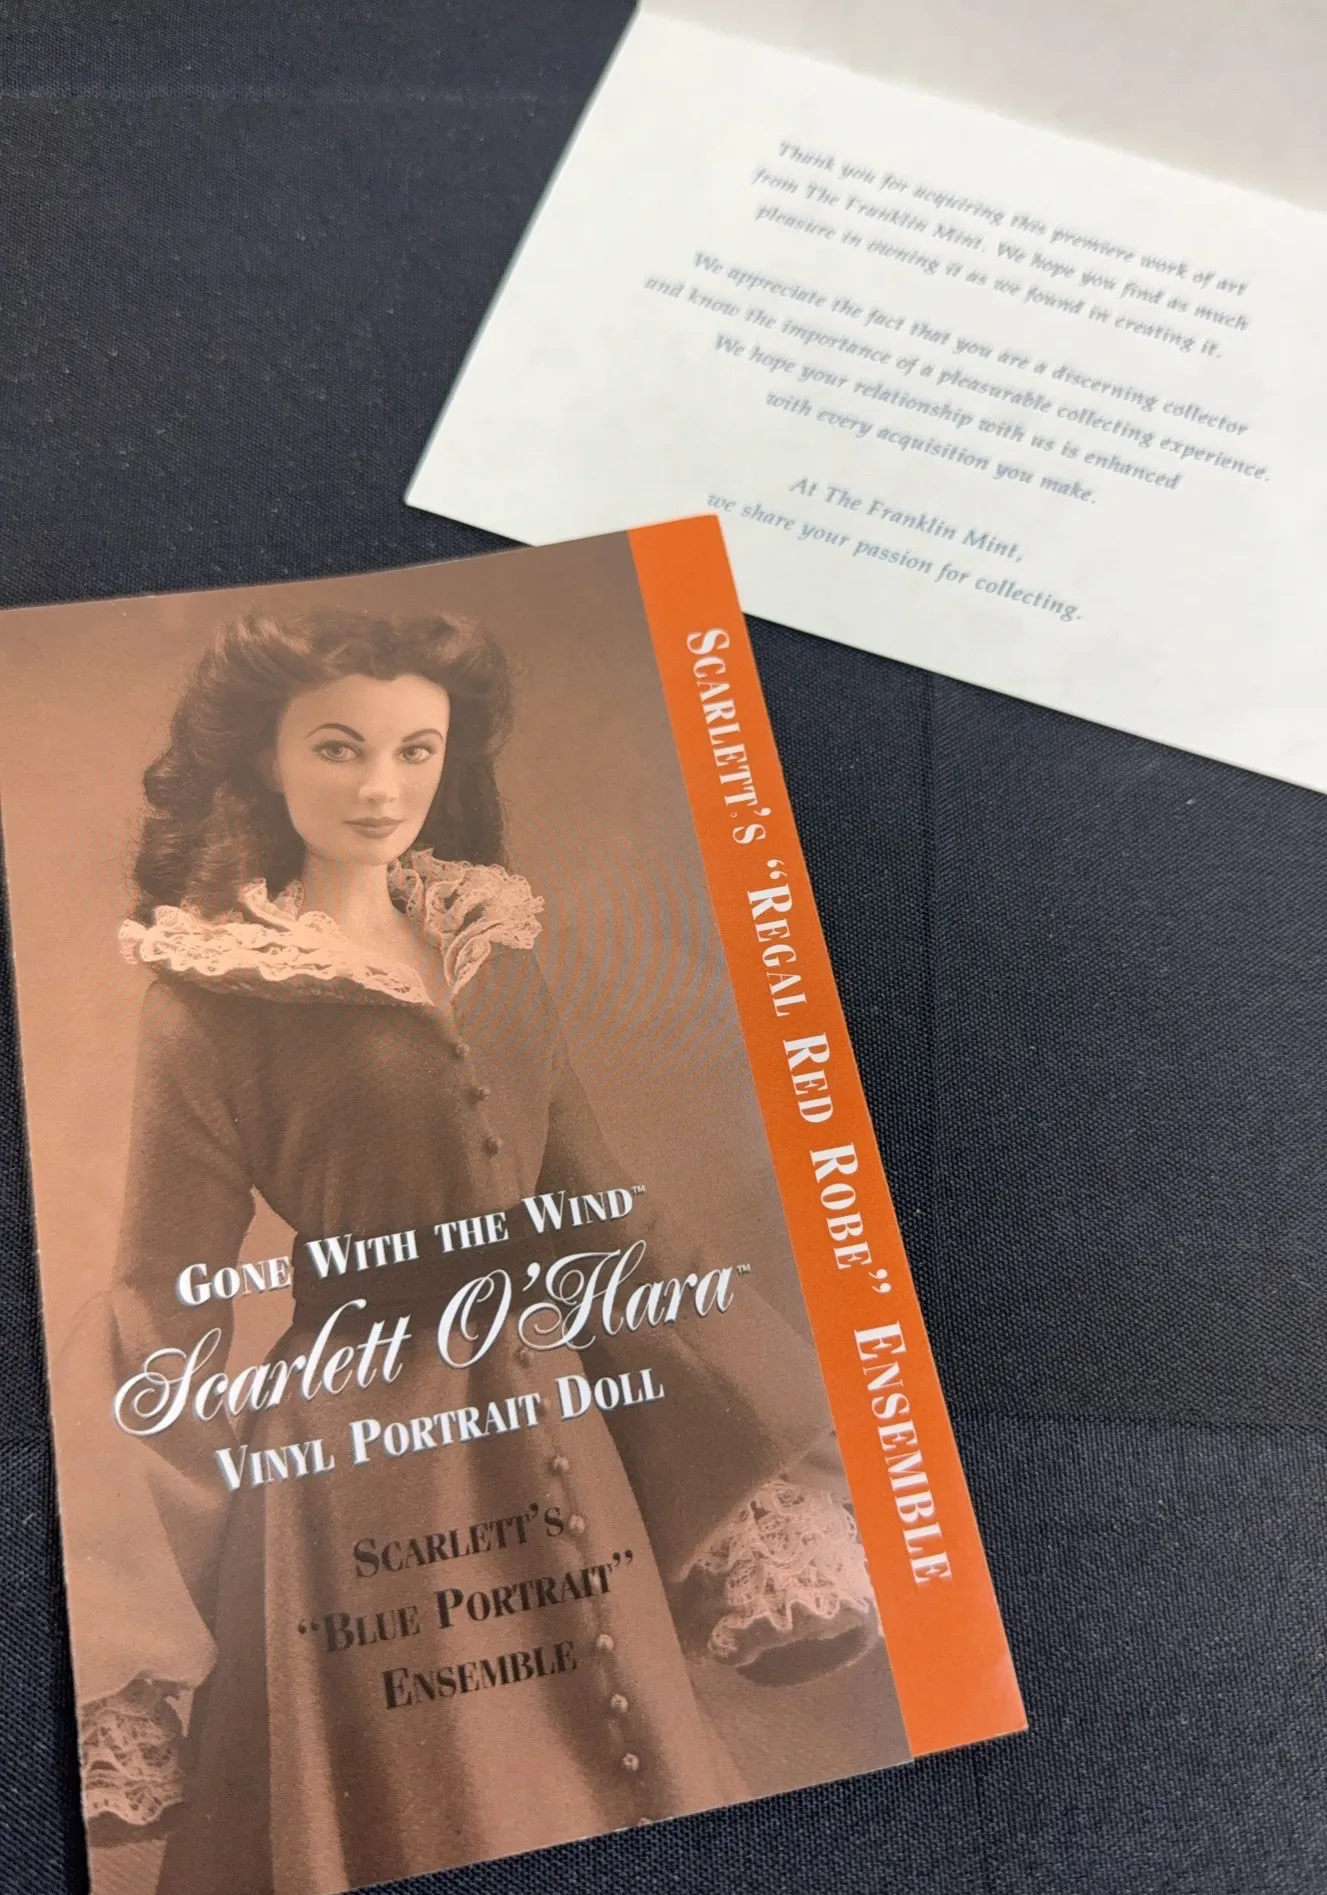 Thank you for acquiring this premiere work of art
from The Franklin Mint. We hope you find as much
pleasure in owning it as we found in creating it.
We appreciate the fact that you are a discerning collector
and know the importance of a pleasurable collecting experience.
We hope your relationship with us is enhanced
with every acquisition you make.
At The Franklin Mint,
we share your passion for collecting.
GONE WITH THE WIND™
Scarlett O'Hara™
VINYL PORTRAIT DOLL
SCARLETT'S
“BLUE PORTRAIT”
ENSEMBLE
SCARLETT'S “REGAL RED ROBE” ENSEMBLE